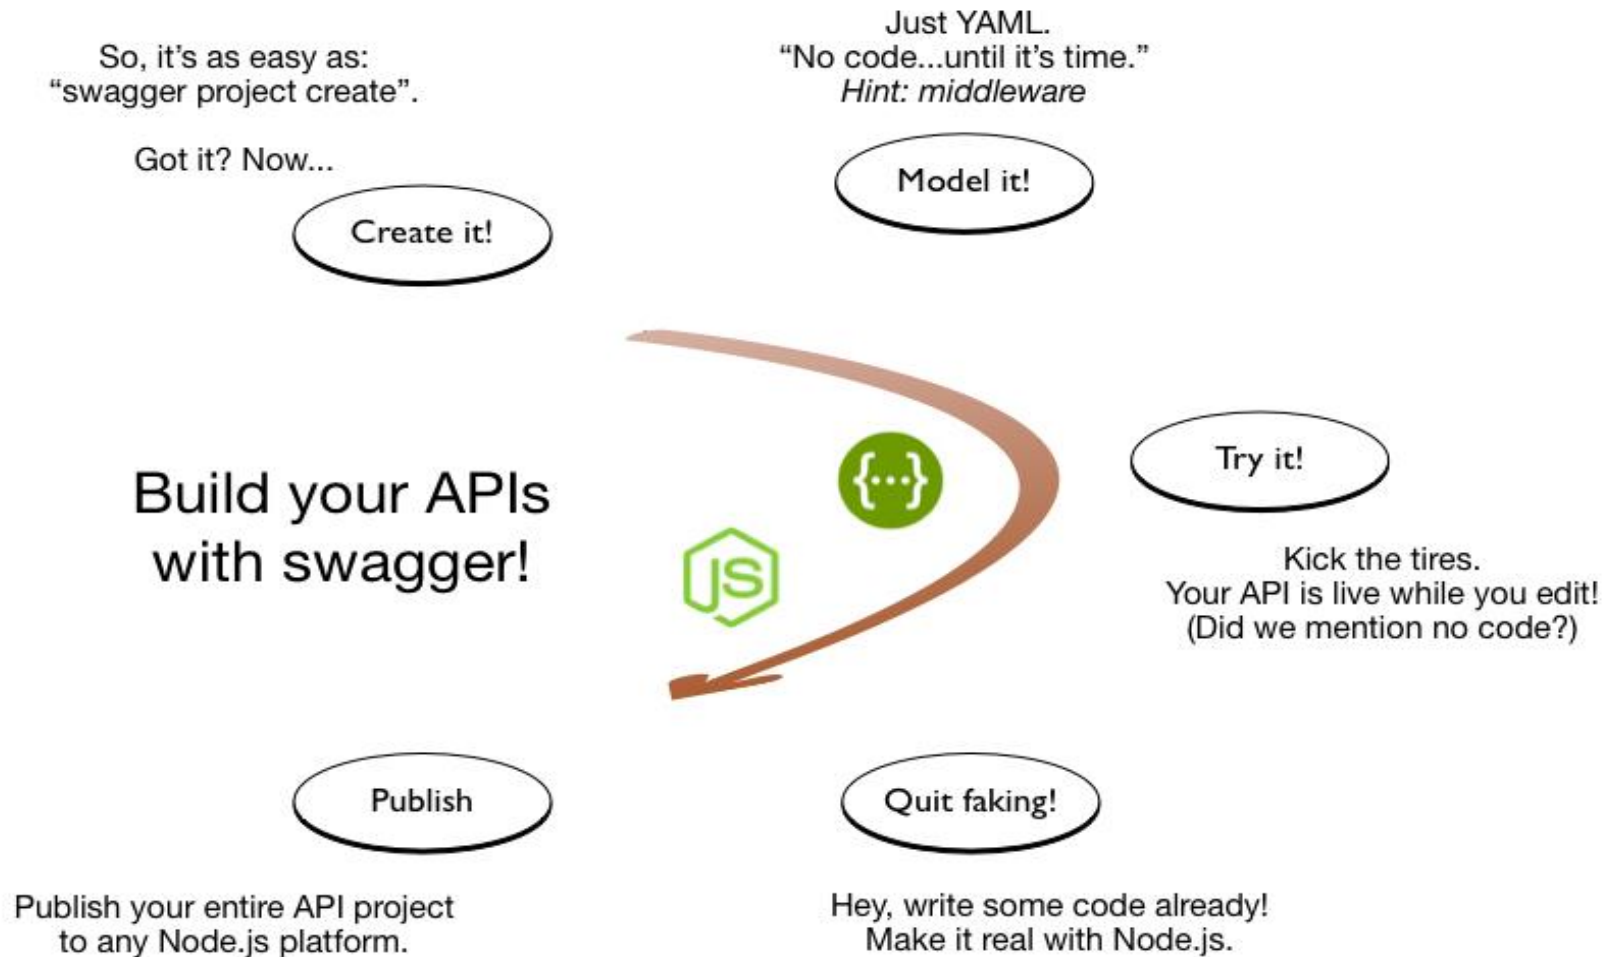 So, it’s as easy as:
“swagger project create”.
Got it? Now...
Create it!
Just YAML.
“No code...until it’s time.”
Hint: middleware
Model it!
Try it!
Kick the tires.
Your API is live while you edit!
(Did we mention no code?)
Build your APIs
with swagger!
{...}
JS
Quit faking!
Hey, write some code already!
Make it real with Node.js.
Publish
Publish your entire API project
to any Node.js platform.